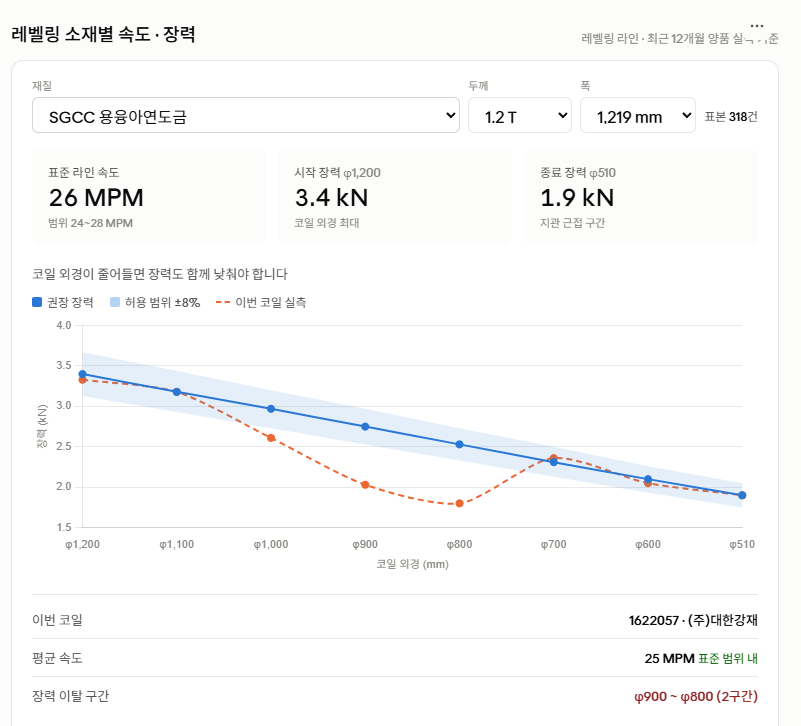 레벨링 소재별 속도 · 장력
레벨링 라인 · 최근 12개월 양품 실적 기준
재질
두께
폭
SGCC 용융아연도금
1.2 T
1,219 mm
표본 318건
표준 라인 속도
26 MPM
범위 24~28 MPM
시작 장력 φ1,200
3.4 kN
코일 외경 최대
종료 장력 φ510
1.9 kN
지관 근접 구간
코일 외경이 줄어들면 장력도 함께 낮춰야 합니다
권장 장력
허용 범위 ±8%
이번 코일 실측
4.0
3.5
3.0
2.5
2.0
1.5
장력 (kN)
φ1,200
φ1,100
φ1,000
φ900
φ800
φ700
φ600
φ510
코일 외경 (mm)
이번 코일
1622057 · (주)대한강재
평균 속도
25 MPM 표준 범위 내
장력 이탈 구간
φ900 ~ φ800 (2구간)